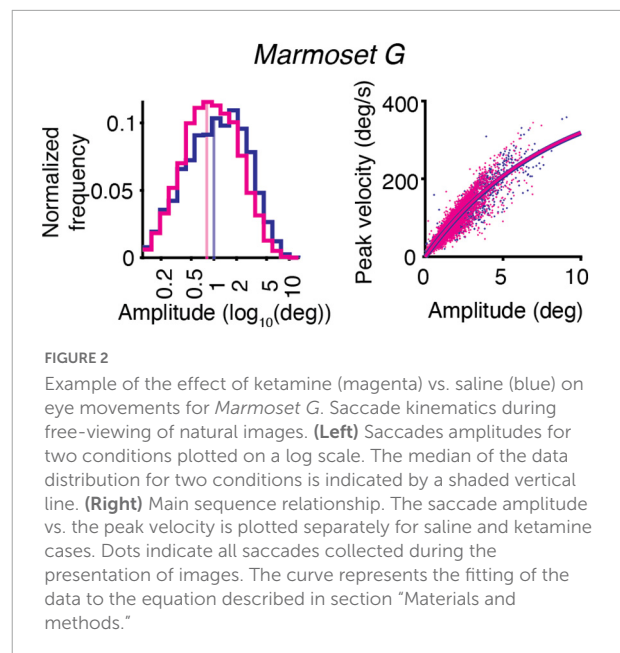 Marmoset G
0.1
0.05
0
Normalized
frequency
0.2
0.5
1
2
5
10
Amplitude (log10(deg))
400
200
0
Peak velocity (deg/s)
0
5
10
Amplitude (deg)
FIGURE 2
Example of the effect of ketamine (magenta) vs. saline (blue) on
eye movements for Marmoset G. Saccade kinematics during
free-viewing of natural images. (Left) Saccades amplitudes for
two conditions plotted on a log scale. The median of the data
distribution for two conditions is indicated by a shaded vertical
line. (Right) Main sequence relationship. The saccade amplitude
vs. the peak velocity is plotted separately for saline and ketamine
cases. Dots indicate all saccades collected during the
presentation of images. The curve represents the fitting of the
data to the equation described in section “Materials and
methods.”